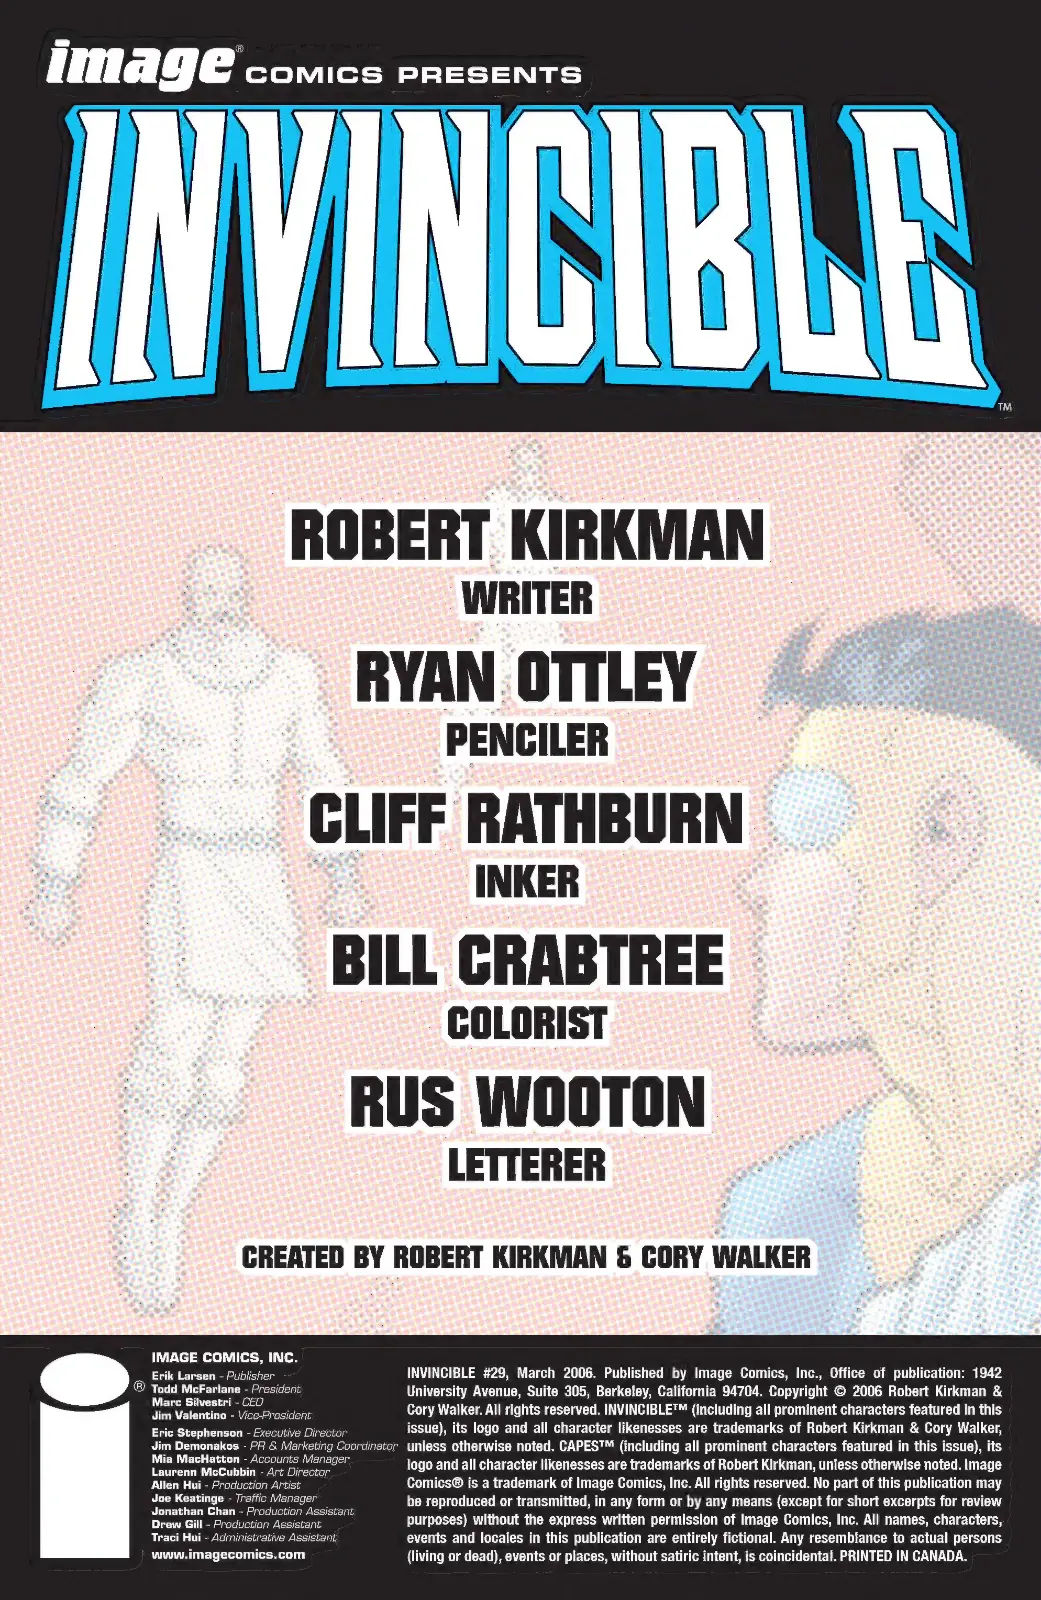 image® COMICS PRESENTS
INVINCIBLE™
ROBERT KIRKMAN
WRITER
RYAN OTTLEY
PENCILER
CLIFF RATHBURN
INKER
BILL CRABTREE
COLORIST
RUS WOOTON
LETTERER
CREATED BY ROBERT KIRKMAN & CORY WALKER
®
IMAGE COMICS, INC.
Erik Larsen - Publisher
Todd McFarlane - President
Marc Silvestri - CEO
Jim Valentino - Vice-President
Eric Stephenson - Executive Director
Jim Demonakos - PR & Marketing Coordinator
Mia MacHatton - Accounts Manager
Laurenn McCubbin - Art Director
Allen Hui - Production Artist
Joe Keatinge - Traffic Manager
Jonathan Chan - Production Assistant
Drew Gill - Production Assistant
Traci Hui - Administrative Assistant
www.imagecomics.com
INVINCIBLE #29, March 2006. Published by Image Comics, Inc., Office of publication: 1942
University Avenue, Suite 305, Berkeley, California 94704. Copyright © 2006 Robert Kirkman &
Cory Walker. All rights reserved. INVINCIBLE™ (including all prominent characters featured in this
issue), its logo and all character likenesses are trademarks of Robert Kirkman & Cory Walker,
unless otherwise noted. CAPES™ (including all prominent characters featured in this issue), its
logo and all character likenesses are trademarks of Robert Kirkman, unless otherwise noted. Image
Comics® is a trademark of Image Comics, Inc. All rights reserved. No part of this publication may
be reproduced or transmitted, in any form or by any means (except for short excerpts for review
purposes) without the express written permission of Image Comics, Inc. All names, characters,
events and locales in this publication are entirely fictional. Any resemblance to actual persons
(living or dead), events or places, without satiric intent, is coincidental. PRINTED IN CANADA.